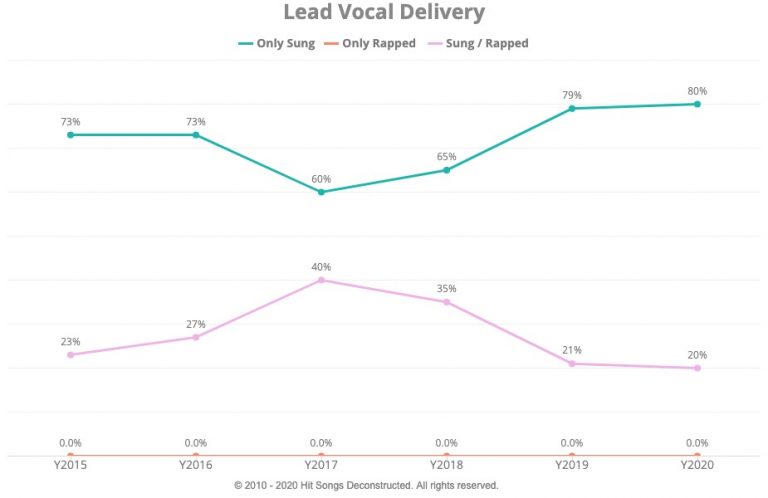 Lead Vocal Delivery
Only Sung Only Rapped Sung / Rapped
73% 73% 60% 65% 79% 80%
23% 27% 40% 35% 21% 20%
0.0% 0.0% 0.0% 0.0% 0.0% 0.0%
Y2015 Y2016 Y2017 Y2018 Y2019 Y2020
© 2010 - 2020 Hit Songs Deconstructed. All rights reserved.